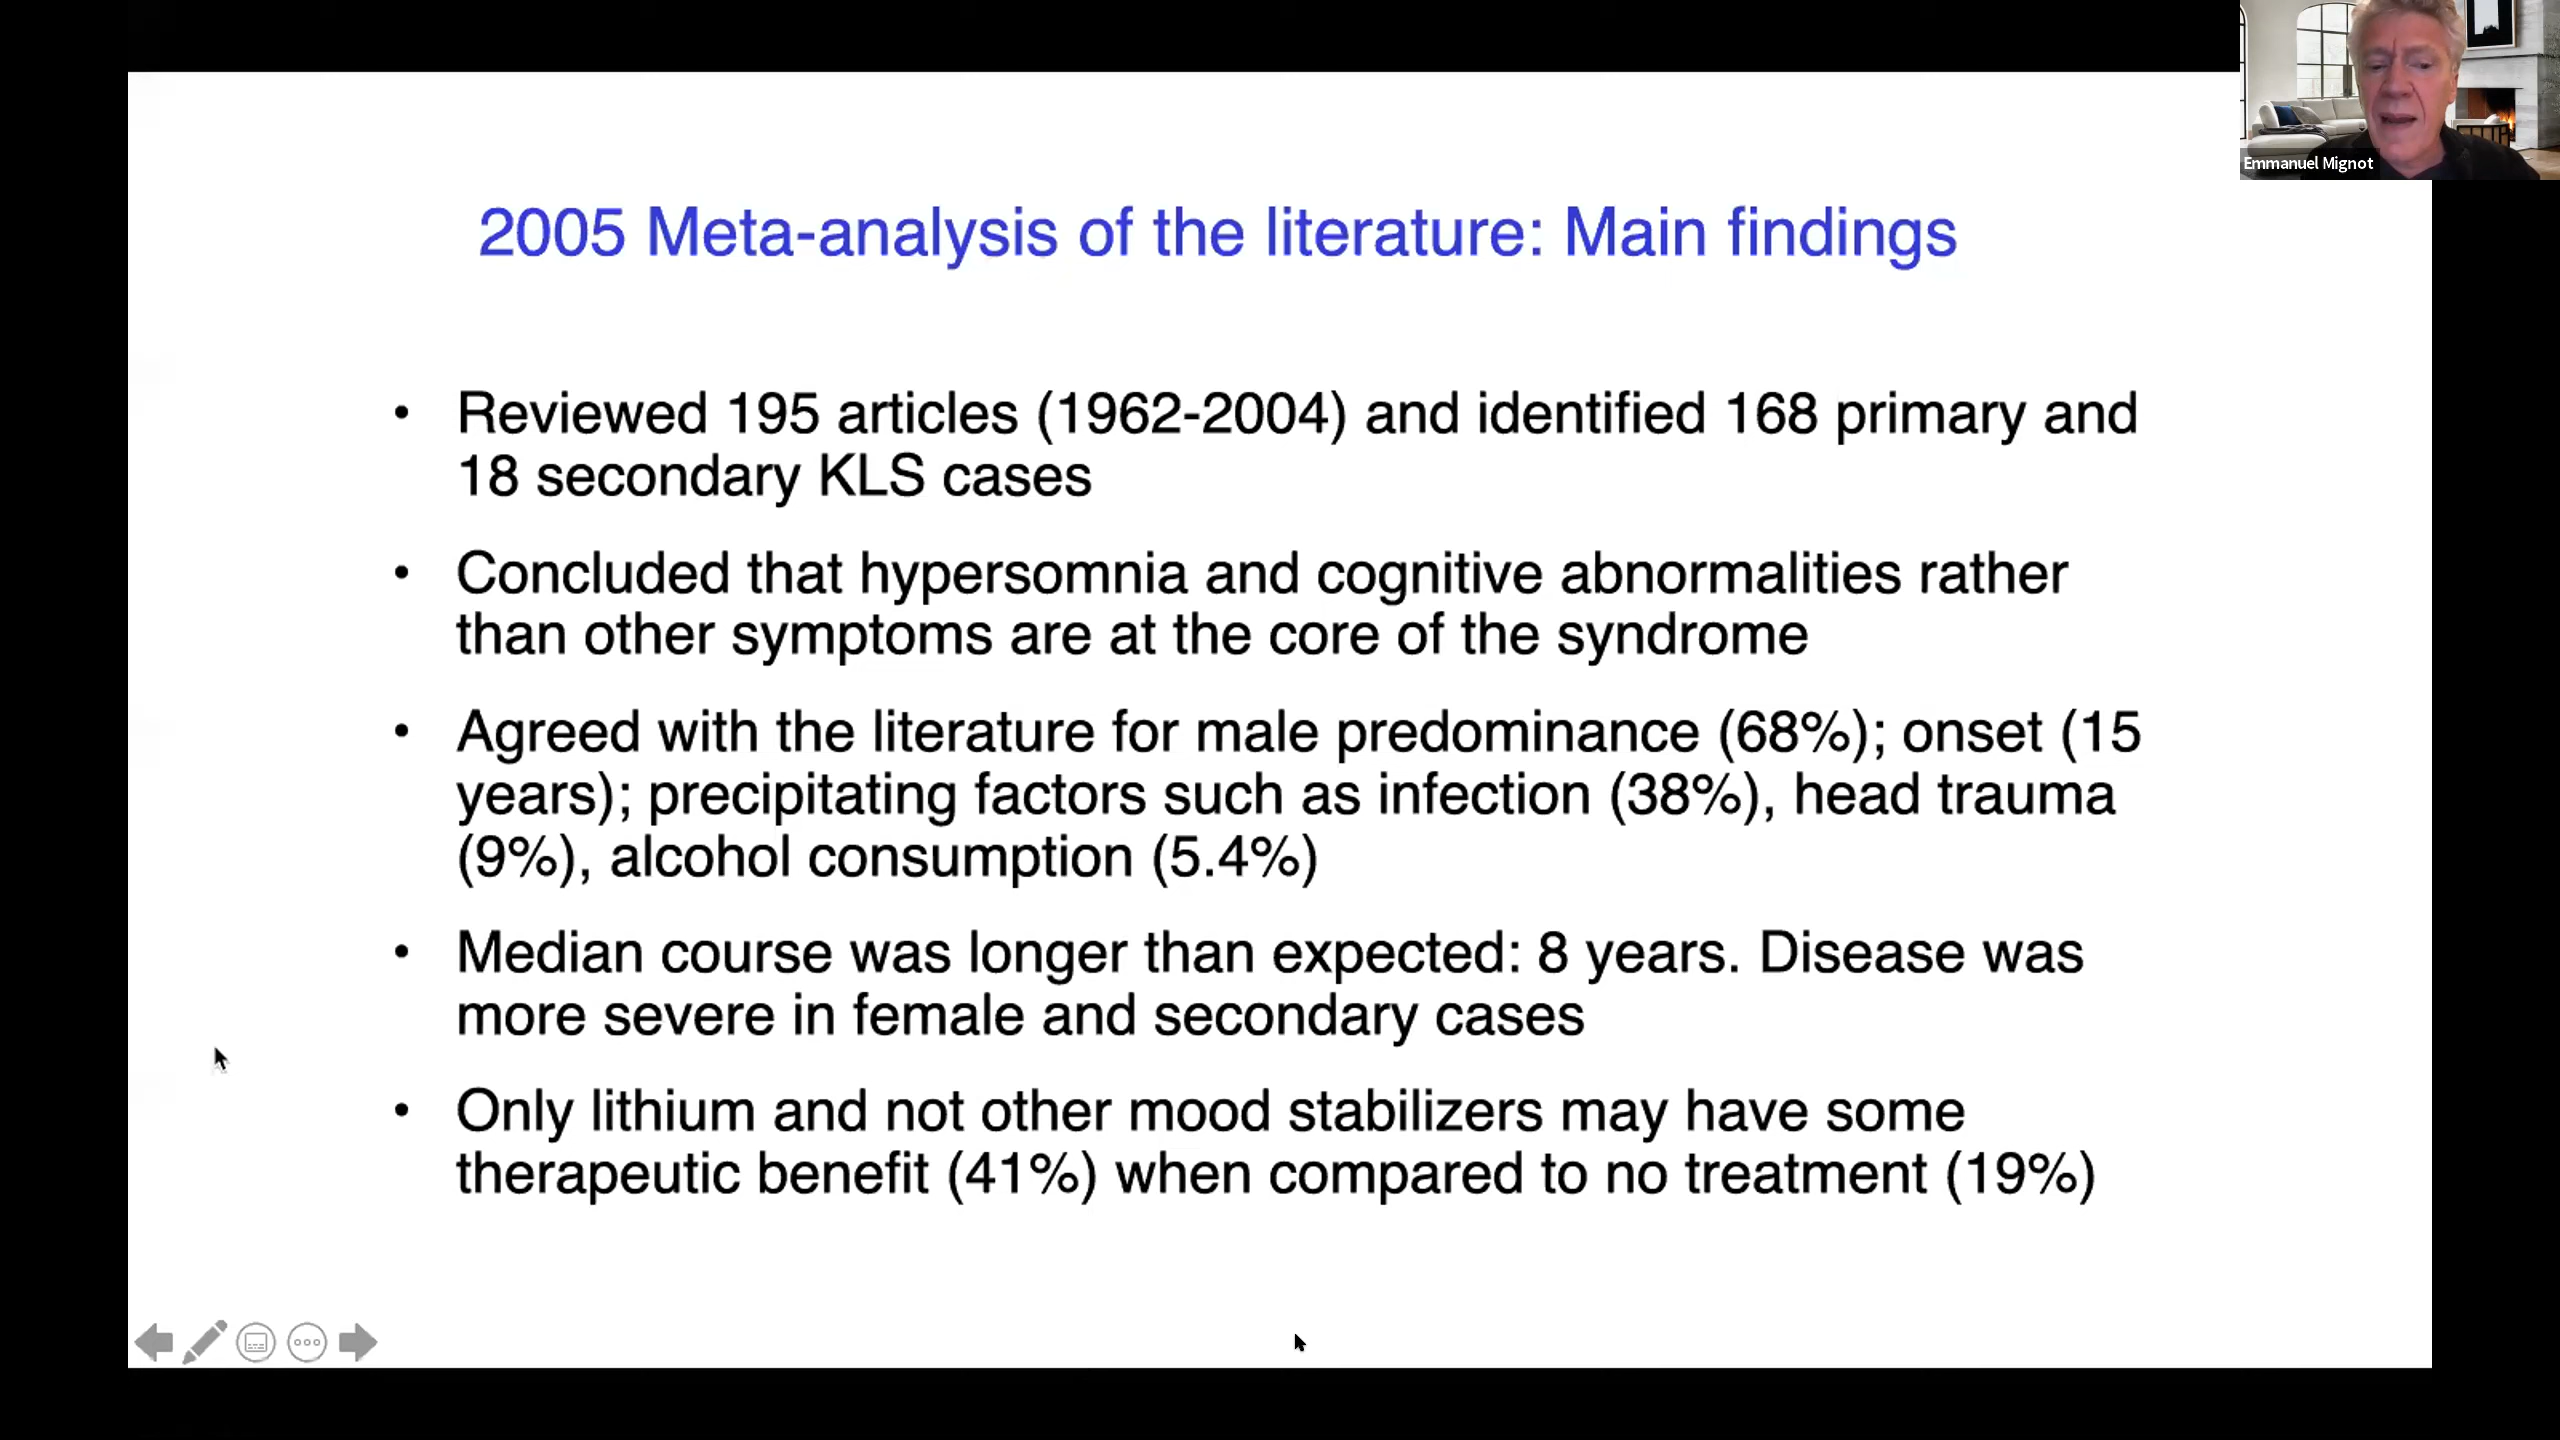 Emmanuel Mignot
2005 Meta-analysis of the literature: Main findings
• Reviewed 195 articles (1962-2004) and identified 168 primary and
18 secondary KLS cases
• Concluded that hypersomnia and cognitive abnormalities rather
than other symptoms are at the core of the syndrome
• Agreed with the literature for male predominance (68%); onset (15
years); precipitating factors such as infection (38%), head trauma
(9%), alcohol consumption (5.4%)
• Median course was longer than expected: 8 years. Disease was
more severe in female and secondary cases
• Only lithium and not other mood stabilizers may have some
therapeutic benefit (41%) when compared to no treatment (19%)